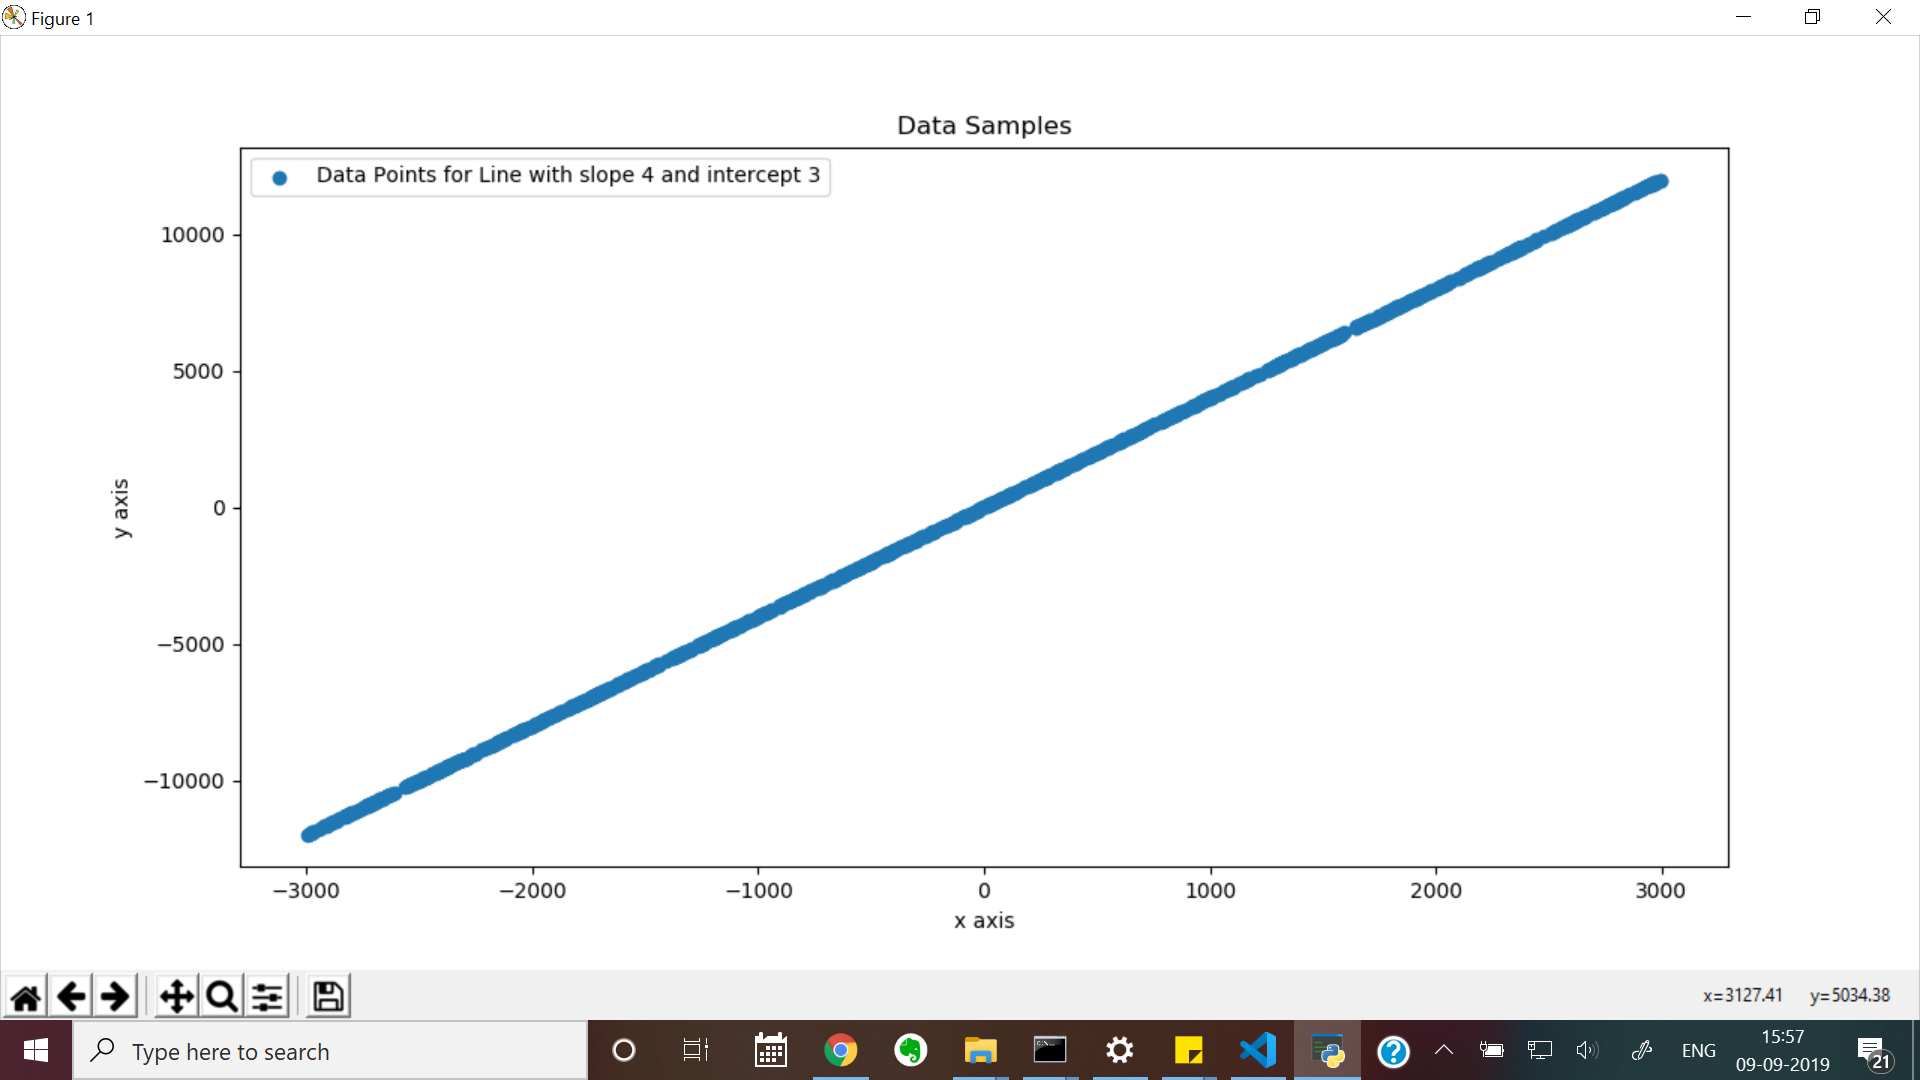 Figure 1
Data Samples
Data Points for Line with slope 4 and intercept 3
10000
5000
0
−5000
−10000
y axis
−3000 −2000 −1000 0 1000 2000 3000
x axis
x=3127.41 y=5034.38
Type here to search
ENG
15:57
09-09-2019
21